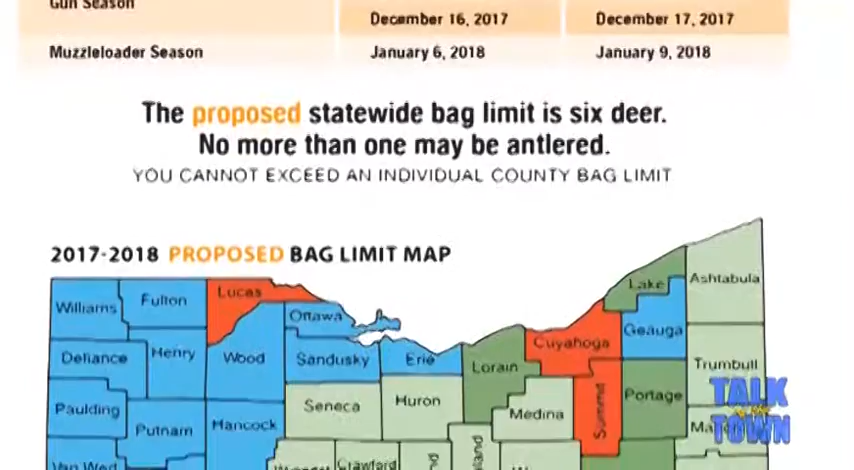 Gun Season
December 16, 2017
December 17, 2017
Muzzleloader Season
January 6, 2018
January 9, 2018
The proposed statewide bag limit is six deer.
No more than one may be antlered.
YOU CANNOT EXCEED AN INDIVIDUAL COUNTY BAG LIMIT
2017-2018 PROPOSED BAG LIMIT MAP
Williams
Fulton
Lucas
Ottawa
Lake
Ashtabula
Defiance
Henry
Wood
Sandusky
Erie
Lorain
Cuyahoga
Geauga
Trumbull
Paulding
Putnam
Hancock
Seneca
Huron
Medina
Summit
Portage
TALK
TOWN
Van Wert
Crawford